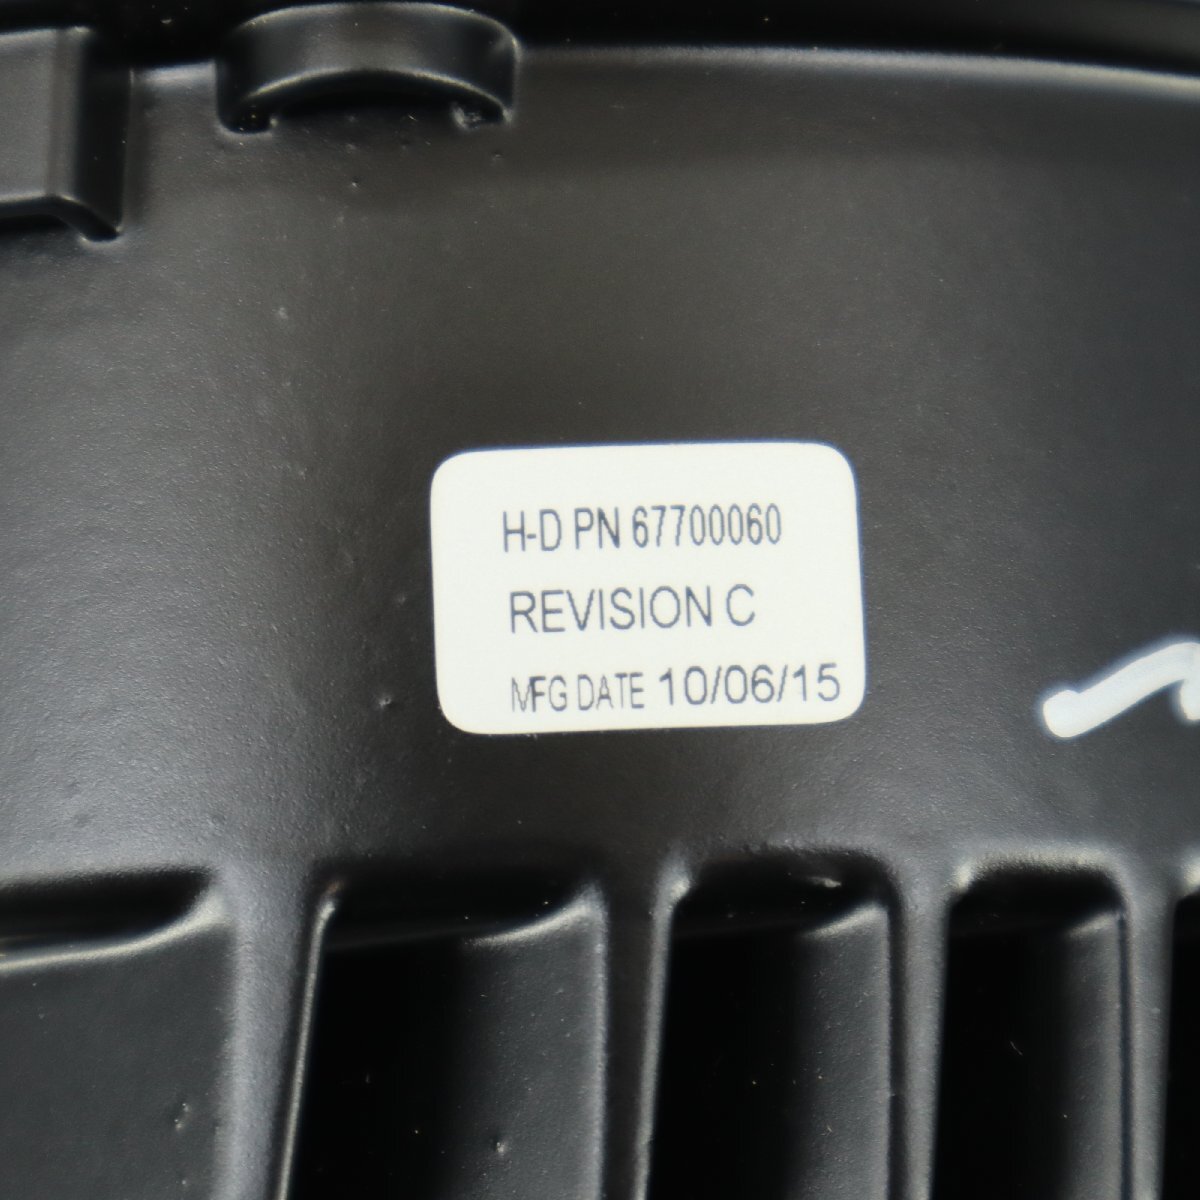 H-D PN 67700060
REVISION C
MFG DATE 10/06/15